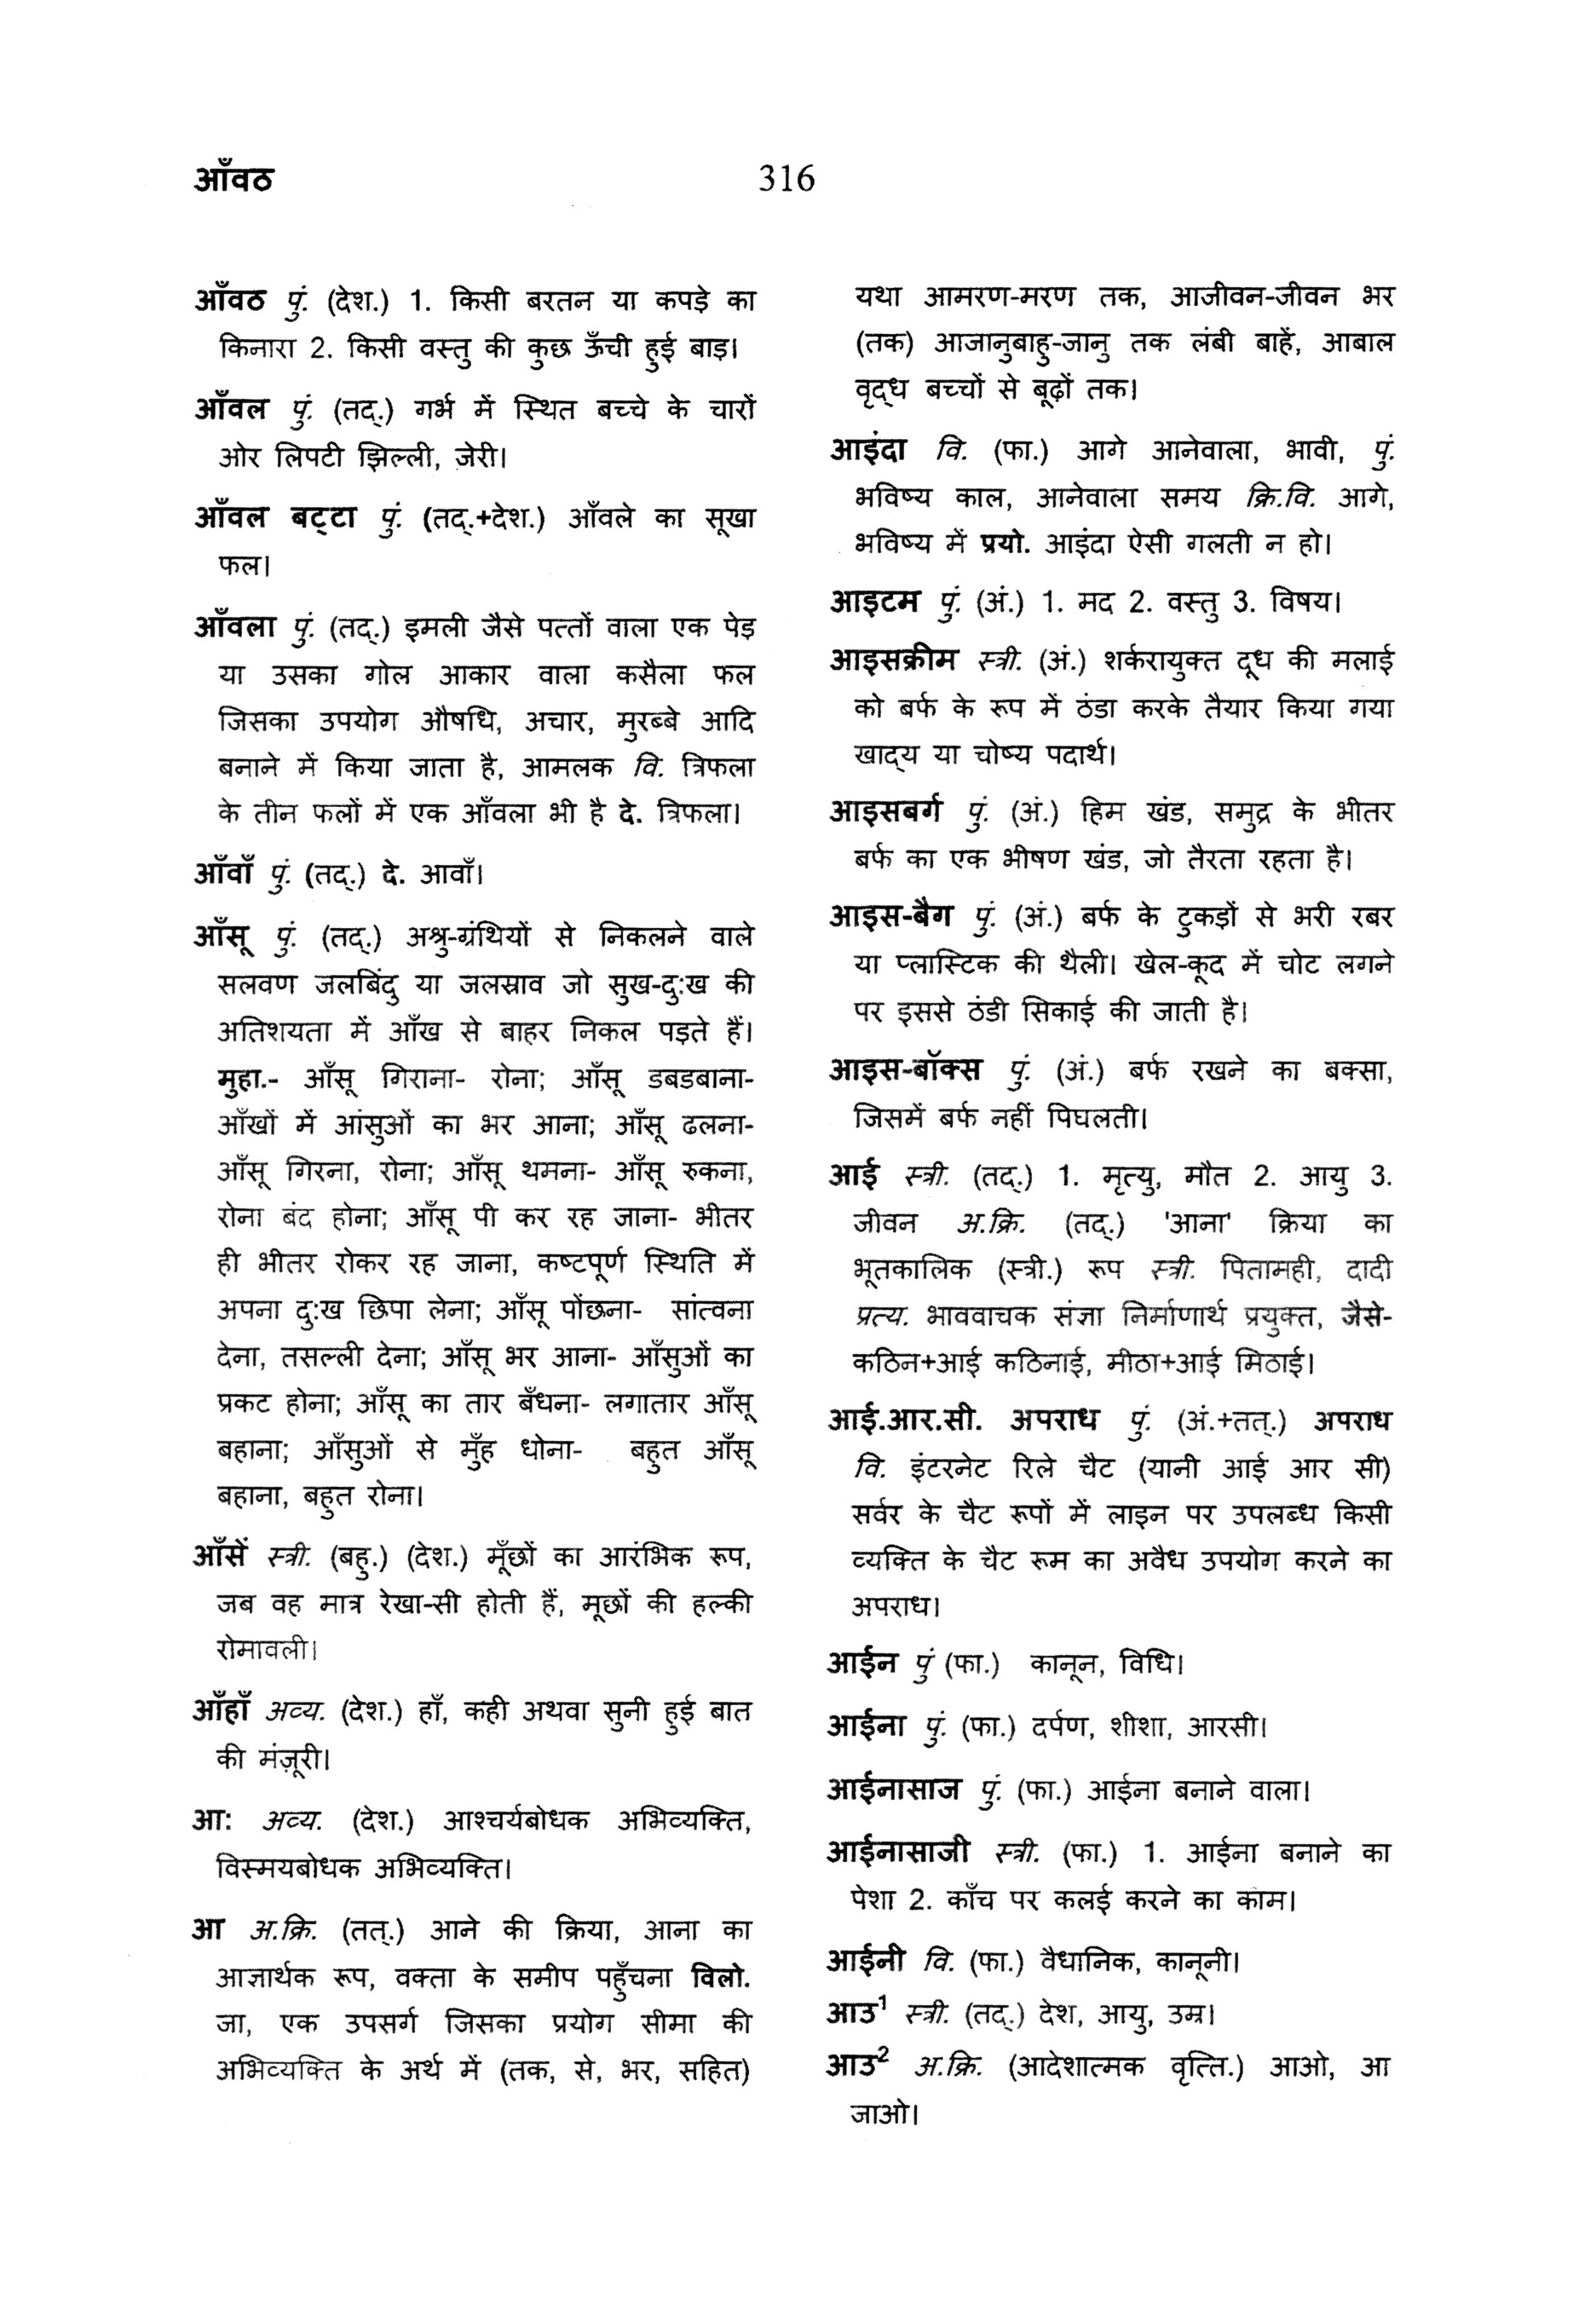 आँवठ
316
आँवठ पुं. (देश.) 1. किसी बरतन या कपड़े का
किनारा 2. किसी वस्तु की कुछ ऊँची हुई बाड़।
आँवल पुं. (तद्.) गर्भ में स्थित बच्चे के चारों
ओर लिपटी झिल्ली, जेरी।
आँवल बट्टा पुं. (तद्.+देश.) आँवले का सूखा
फल।
आँवला पुं. (तद्.) इमली जैसे पत्तों वाला एक पेड़
या उसका गोल आकार वाला कसैला फल
जिसका उपयोग औषधि, अचार, मुरब्बे आदि
बनाने में किया जाता है, आमलक वि. त्रिफला
के तीन फलों में एक आँवला भी है दे. त्रिफला।
आँवाँ पुं. (तद्.) दे. आवाँ।
आँसू पुं. (तद्.) अश्रु-ग्रंथियों से निकलने वाले
सलवण जलबिंदु या जलस्राव जो सुख-दु:ख की
अतिशयता में आँख से बाहर निकल पड़ते हैं।
मुहा.- आँसू गिराना- रोना; आँसू डबडबाना-
आँखों में आंसुओं का भर आना; आँसू ढलना-
आँसू गिरना, रोना; आँसू थमना- आँसू रुकना,
रोना बंद होना; आँसू पी कर रह जाना- भीतर
ही भीतर रोकर रह जाना, कष्टपूर्ण स्थिति में
अपना दु:ख छिपा लेना; आँसू पोंछना- सांत्वना
देना, तसल्ली देना; आँसू भर आना- आँसुओं का
प्रकट होना; आँसू का तार बँधना- लगातार आँसू
बहाना; आँसुओं से मुँह धोना- बहुत आँसू
बहाना, बहुत रोना।
आँसें स्त्री. (बहु.) (देश.) मूँछों का आरंभिक रूप,
जब वह मात्र रेखा-सी होती हैं, मूछों की हल्की
रोमावली।
आँहाँ अव्य. (देश.) हाँ, कही अथवा सुनी हुई बात
की मंज़ूरी।
आ: अव्य. (देश.) आश्चर्यबोधक अभिव्यक्ति,
विस्मयबोधक अभिव्यक्ति।
आ अ.क्रि. (तत्.) आने की क्रिया, आना का
आज्ञार्थक रूप, वक्ता के समीप पहुँचना विलो.
जा, एक उपसर्ग जिसका प्रयोग सीमा की
अभिव्यक्ति के अर्थ में (तक, से, भर, सहित)
यथा आमरण-मरण तक, आजीवन-जीवन भर
(तक) आजानुबाहु-जानु तक लंबी बाहें, आबाल
वृद्ध बच्चों से बूढ़ों तक।
आइंदा वि. (फा.) आगे आनेवाला, भावी, पुं.
भविष्य काल, आनेवाला समय क्रि.वि. आगे,
भविष्य में प्रयो. आइंदा ऐसी गलती न हो।
आइटम पुं. (अं.) 1. मद 2. वस्तु 3. विषय।
आइसक्रीम स्त्री. (अं.) शर्करायुक्त दूध की मलाई
को बर्फ के रूप में ठंडा करके तैयार किया गया
खाद्य या चोष्य पदार्थ।
आइसबर्ग पुं. (अं.) हिम खंड, समुद्र के भीतर
बर्फ का एक भीषण खंड, जो तैरता रहता है।
आइस-बैग पुं. (अं.) बर्फ के टुकड़ों से भरी रबर
या प्लास्टिक की थैली। खेल-कूद में चोट लगने
पर इससे ठंडी सिकाई की जाती है।
आइस-बॉक्स पुं. (अं.) बर्फ रखने का बक्सा,
जिसमें बर्फ नहीं पिघलती।
आई स्त्री. (तद्.) 1. मृत्यु, मौत 2. आयु 3.
जीवन अ.क्रि. (तद्.) 'आना' क्रिया का
भूतकालिक (स्त्री.) रूप स्त्री. पितामही, दादी
प्रत्य. भाववाचक संज्ञा निर्माणार्थ प्रयुक्त, जैसे-
कठिन+आई कठिनाई, मीठा+आई मिठाई।
आई.आर.सी. अपराध पुं. (अं.+तत्.) अपराध
वि. इंटरनेट रिले चैट (यानी आई आर सी)
सर्वर के चैट रूपों में लाइन पर उपलब्ध किसी
व्यक्ति के चैट रूम का अवैध उपयोग करने का
अपराध।
आईन पुं (फा.) कानून, विधि।
आईना पुं. (फा.) दर्पण, शीशा, आरसी।
आईनासाज पुं. (फा.) आईना बनाने वाला।
आईनासाजी स्त्री. (फा.) 1. आईना बनाने का
पेशा 2. काँच पर कलई करने का काम।
आईनी वि. (फा.) वैधानिक, कानूनी।
आउ¹ स्त्री. (तद्.) देश, आयु, उम्र।
आउ² अ.क्रि. (आदेशात्मक वृत्ति.) आओ, आ
जाओ।